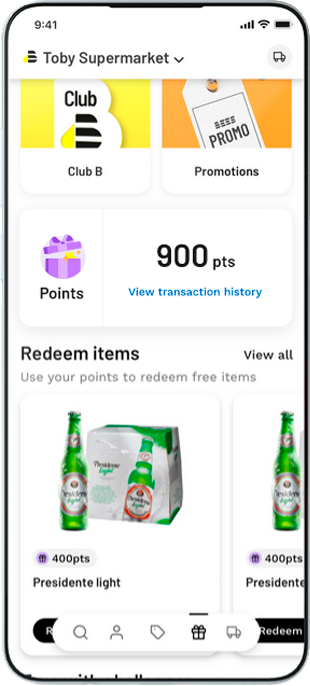 9:41
Toby Supermarket
Club
PROMO
Club B
Promotions
900 pts
Points
View transaction history
Redeem items
View all
Use your points to redeem free items
Presidente
light
400pts
400pts
Presidente light
Presidente
R
Redeem